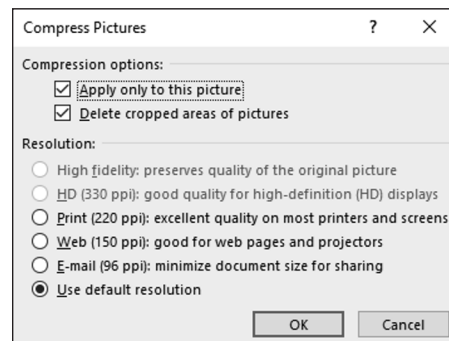 Compress Pictures ? ×
Compression options:
Apply only to this picture
Delete cropped areas of pictures
Resolution:
High fidelity: preserves quality of the original picture
HD (330 ppi): good quality for high-definition (HD) displays
Print (220 ppi): excellent quality on most printers and screens
Web (150 ppi): good for web pages and projectors
E-mail (96 ppi): minimize document size for sharing
Use default resolution
OK Cancel